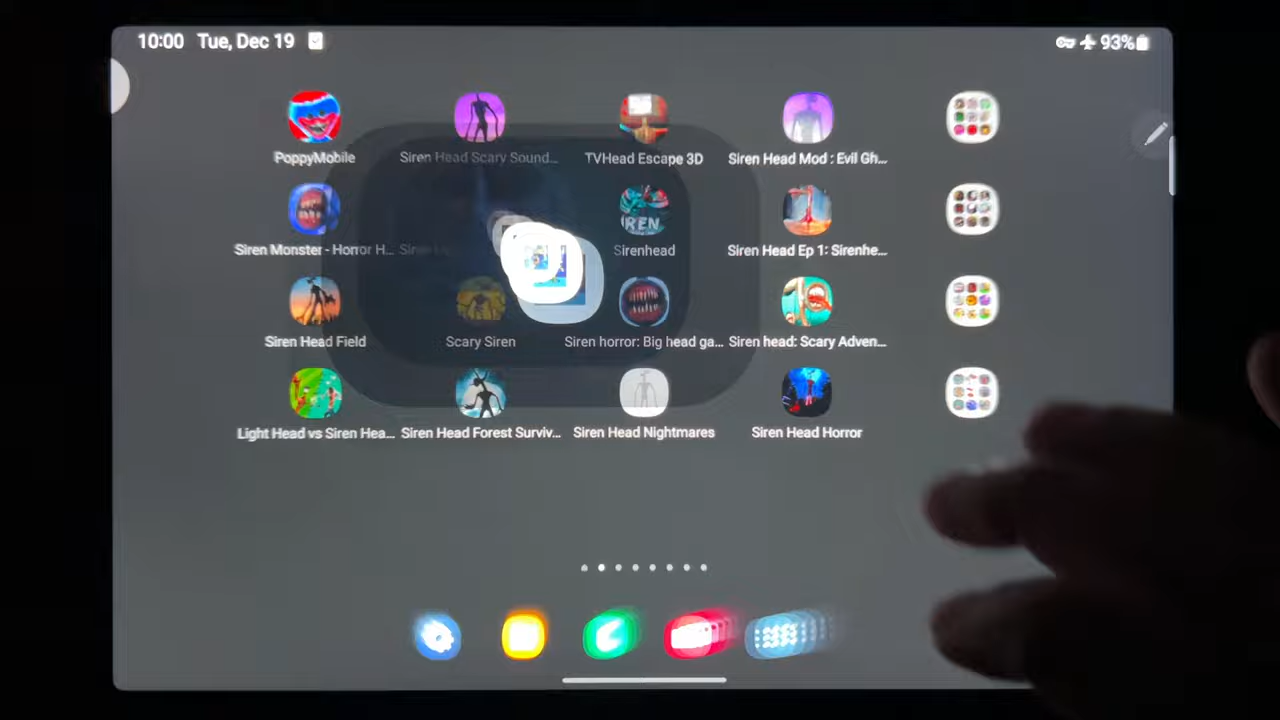 10:00 Tue, Dec 19 93%
PoppyMobile Siren Head Scary Sound... TVHead Escape 3D Siren Head Mod : Evil Gh...
REN
Siren Monster - Horror H... Siren Sirenhead Siren Head Ep 1: Sirenhe...
Siren Head Field Scary Siren Siren horror: Big head ga... Siren head: Scary Adven...
Light Head vs Siren Hea... Siren Head Forest Surviv... Siren Head Nightmares Siren Head Horror